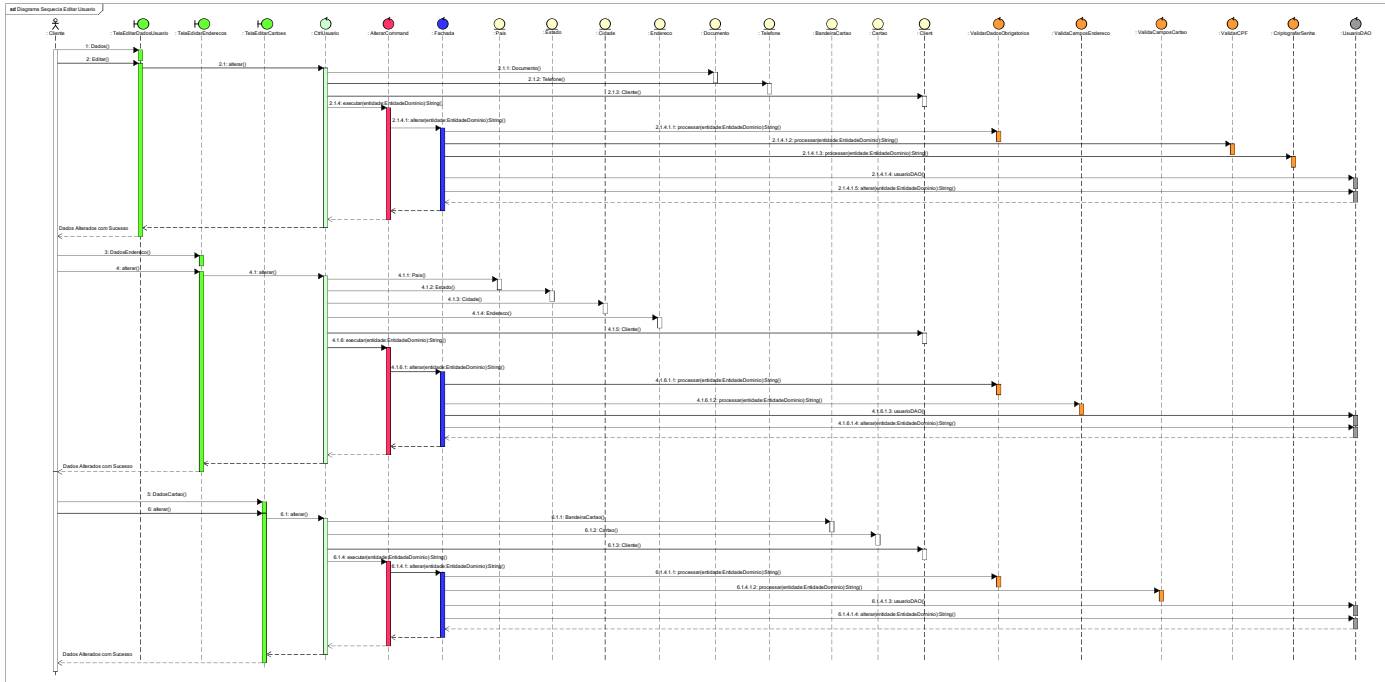 sd Diagrama Sequecia Editar Usuario
: Cliente
: TelaEditarDadosUsuario
: TelaEditarEnderecos
: TelaEditarCartoes
: CtrlUsuario
: AlterarCommand
: Fachada
: Pais
: Estado
: Cidade
: Endereco
: Documento
: Telefone
: BandeiraCartao
: Cartao
: Client
: ValidarDadosObrigatorios
: ValidaCamposEndereco
: ValidaCamposCartao
: ValidarCPF
: CriptografarSenha
: UsuarioDAO
1: Dados()
2: Editar()
2.1: alterar()
2.1.1: Documento()
2.1.2: Telefone()
2.1.3: Cliente()
2.1.4: executar(entidade:EntidadeDominio):String()
2.1.4.1: alterar(entidade:EntidadeDominio):String()
2.1.4.1.1: processar(entidade:EntidadeDominio):String()
2.1.4.1.2: processar(entidade:EntidadeDominio):String()
2.1.4.1.3: processar(entidade:EntidadeDominio):String()
2.1.4.1.4: usuarioDAO()
2.1.4.1.5: alterar(entidade:EntidadeDominio):String()
Dados Alterados com Sucesso
3: DadosEndereco()
4: alterar()
4.1: alterar()
4.1.1: Pais()
4.1.2: Estado()
4.1.3: Cidade()
4.1.4: Endereco()
4.1.5: Cliente()
4.1.6: executar(entidade:EntidadeDominio):String()
4.1.6.1: alterar(entidade:EntidadeDominio):String()
4.1.6.1.1: processar(entidade:EntidadeDominio):String()
4.1.6.1.2: processar(entidade:EntidadeDominio):String()
4.1.6.1.3: usuarioDAO()
4.1.6.1.4: alterar(entidade:EntidadeDominio):String()
Dados Alterados com Sucesso
5: DadosCartao()
6: alterar()
6.1: alterar()
6.1.1: BandeiraCartao()
6.1.2: Cartao()
6.1.3: Cliente()
6.1.4: executar(entidade:EntidadeDominio):String()
6.1.4.1: alterar(entidade:EntidadeDominio):String()
6.1.4.1.1: processar(entidade:EntidadeDominio):String()
6.1.4.1.2: processar(entidade:EntidadeDominio):String()
6.1.4.1.3: usuarioDAO()
6.1.4.1.4: alterar(entidade:EntidadeDominio):String()
Dados Alterados com Sucesso